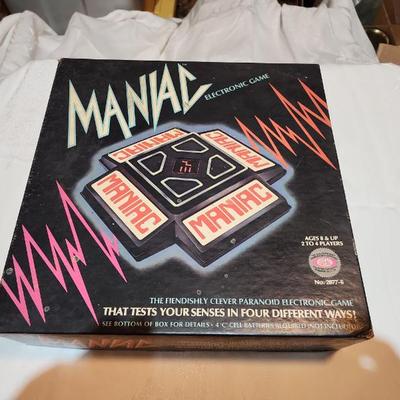 MANIAC
ELECTRONIC GAME
MANIAC
MANIAC
MANIAC
MANIAC
AGES 8 & UP
2 TO 4 PLAYERS
No. 2877-8
THE FIENDISHLY CLEVER PARANOID ELECTRONIC GAME
THAT TESTS YOUR SENSES IN FOUR DIFFERENT WAYS!
SEE BOTTOM OF BOX FOR DETAILS • 4 "C" CELL BATTERIES REQUIRED (NOT INCLUDED)